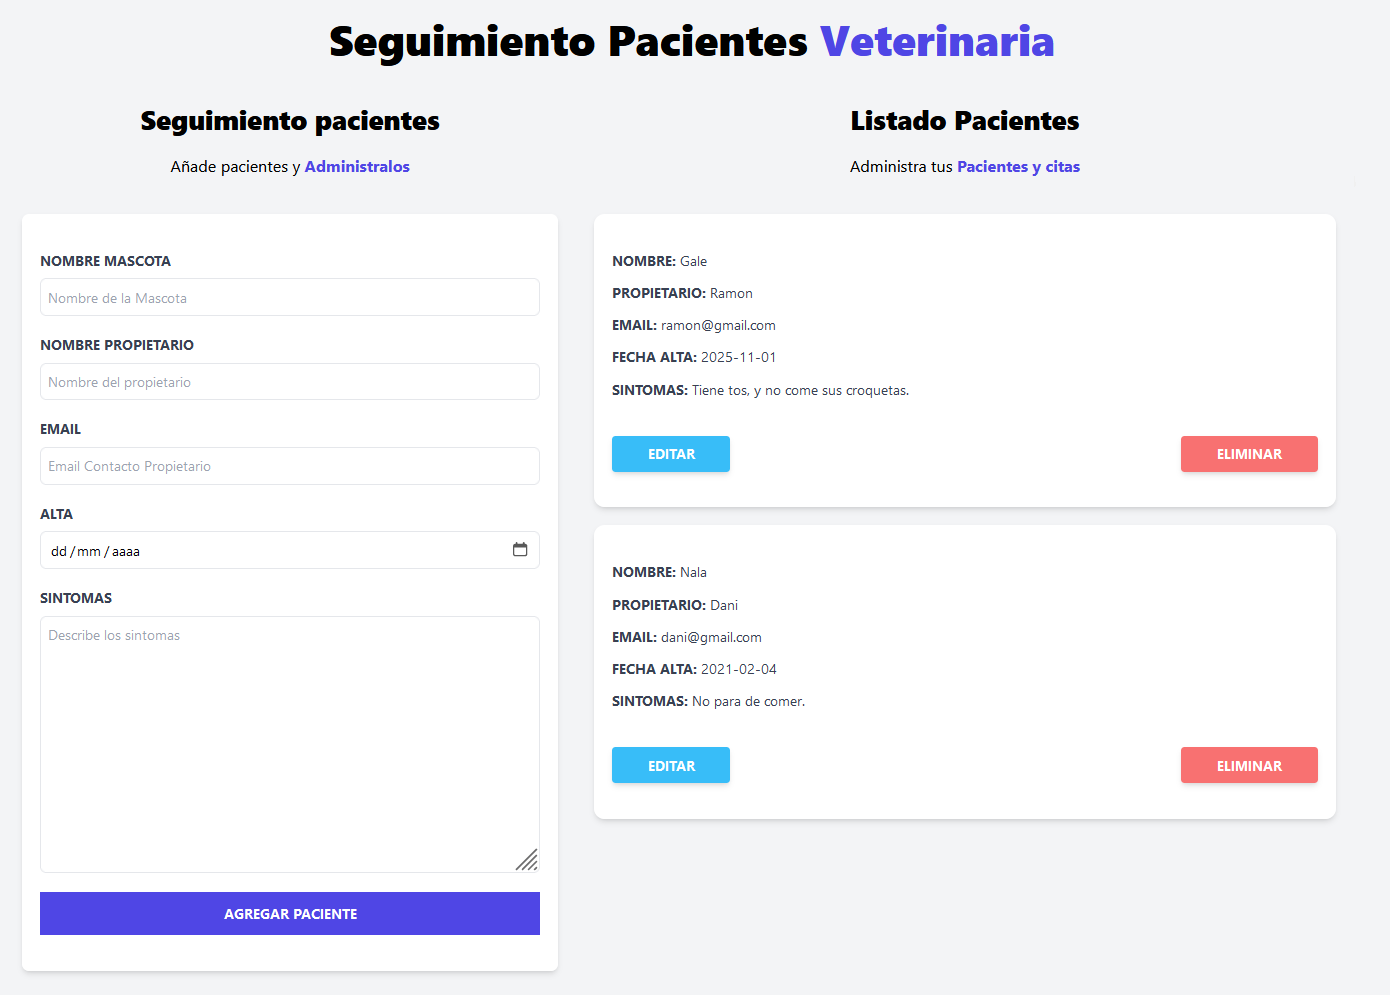 Seguimiento Pacientes Veterinaria
Seguimiento pacientes
Añade pacientes y Administralos
NOMBRE MASCOTA
Nombre de la Mascota
NOMBRE PROPIETARIO
Nombre del propietario
EMAIL
Email Contacto Propietario
ALTA
dd/mm/aaaa
SINTOMAS
Describe los sintomas
AGREGAR PACIENTE
Listado Pacientes
Administra tus Pacientes y citas
NOMBRE: Gale
PROPIETARIO: Ramon
EMAIL: ramon@gmail.com
FECHA ALTA: 2025-11-01
SINTOMAS: Tiene tos, y no come sus croquetas.
EDITAR ELIMINAR
NOMBRE: Nala
PROPIETARIO: Dani
EMAIL: dani@gmail.com
FECHA ALTA: 2021-02-04
SINTOMAS: No para de comer.
EDITAR ELIMINAR